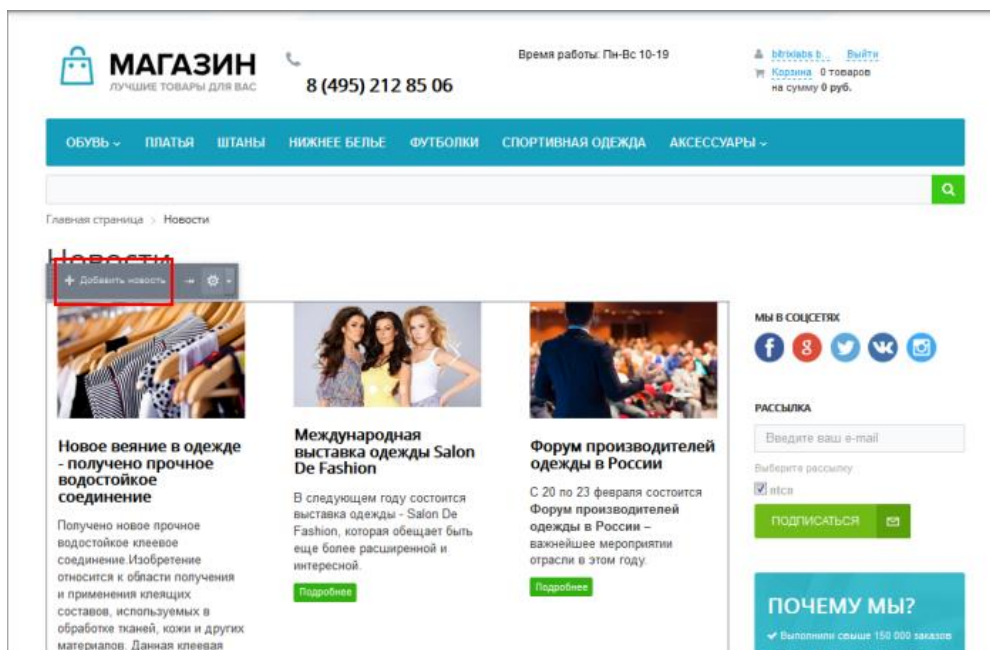 МАГАЗИН
ЛУЧШИЕ ТОВАРЫ ДЛЯ ВАС
8 (495) 212 85 06
Время работы: Пн-Вс 10-19
bitrixlabs b... Выйти
Корзина 0 товаров
на сумму 0 руб.
ОБУВЬ ПЛАТЬЯ ШТАНЫ НИЖНЕЕ БЕЛЬЕ ФУТБОЛКИ СПОРТИВНАЯ ОДЕЖДА АКСЕССУАРЫ
Главная страница > Новости
Новости
+ Добавить новость
Новое веяние в одежде
- получено прочное
водостойкое
соединение
Получено новое прочное
водостойкое клеевое
соединение.Изобретение
относится к области получения
и применения клеящих
составов, используемых в
обработке тканей, кожи и других
материалов. Данная клеевая
Международная
выставка одежды Salon
De Fashion
В следующем году состоится
выставка одежды - Salon De
Fashion, которая обещает быть
еще более расширенной и
интересной.
Подробнее
Форум производителей
одежды в России
С 20 по 23 февраля состоится
Форум производителей
одежды в России –
важнейшее мероприятии
отрасли в этом году.
Подробнее
МЫ В СОЦСЕТЯХ
РАССЫЛКА
Введите ваш e-mail
Выберите рассылку
ПОДПИСАТЬСЯ
ПОЧЕМУ МЫ?
Выполнили свыше 150 000 заказов